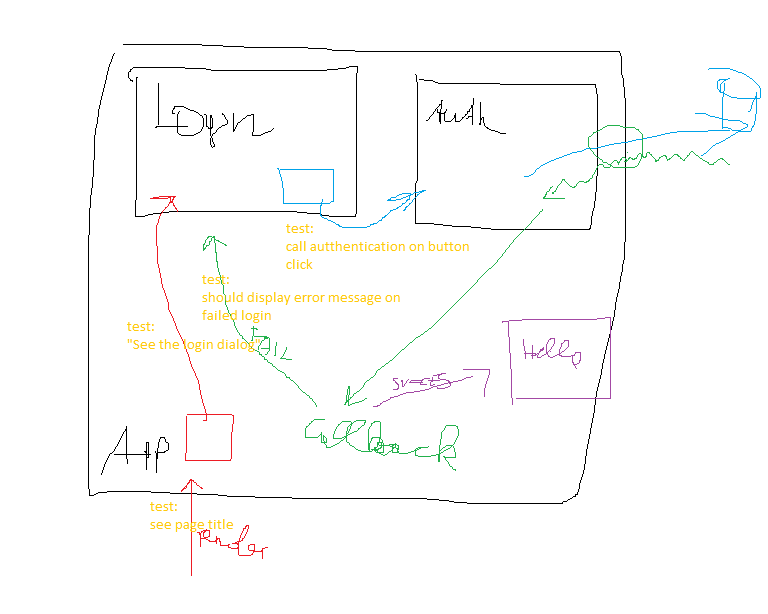 Login
Auth
test:
call autthentication on button
click
test:
should display error message on
failed login
test:
"See the login dialog"
FAIL
Hello
success
Callback
App
test:
see page title
render